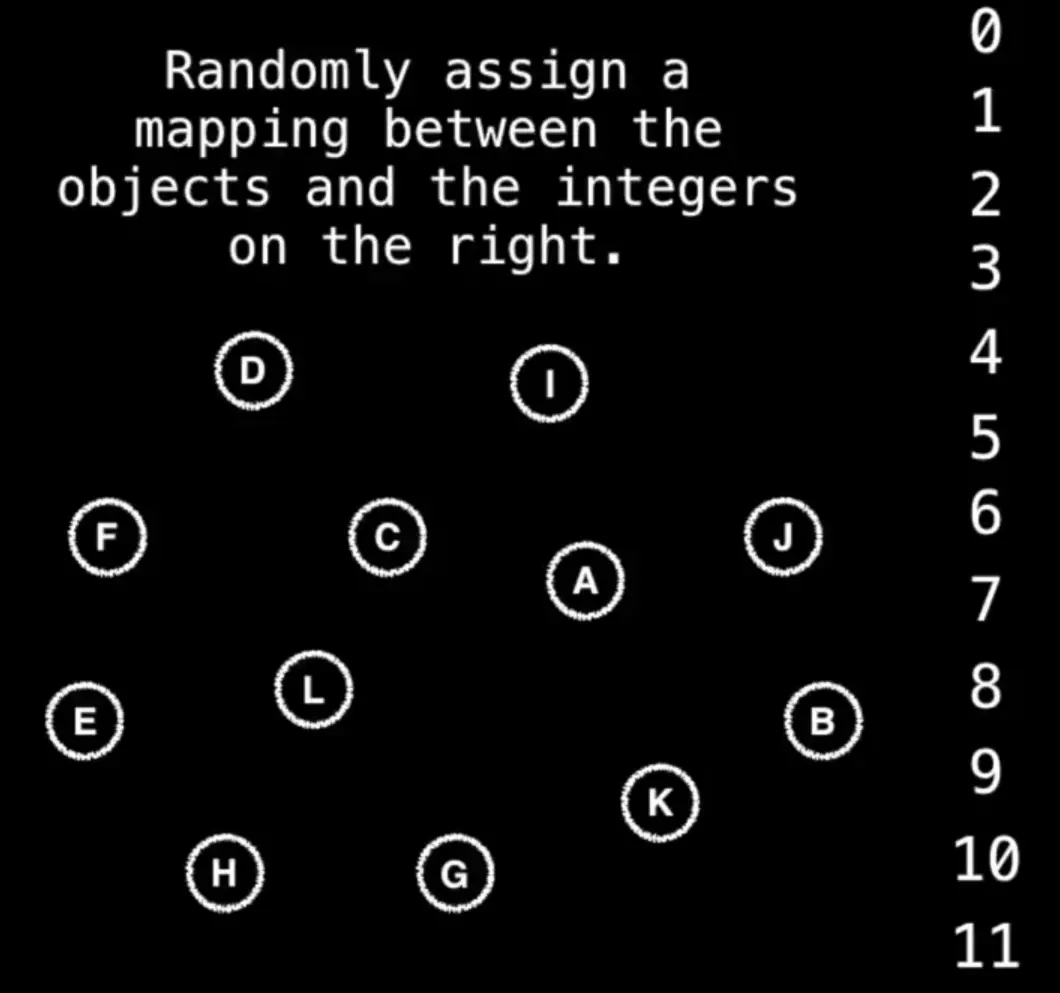 Randomly assign a
mapping between the
objects and the integers
on the right.
0
1
2
3
4
5
6
7
8
9
10
11
D
I
F
C
A
J
E
L
B
K
H
G